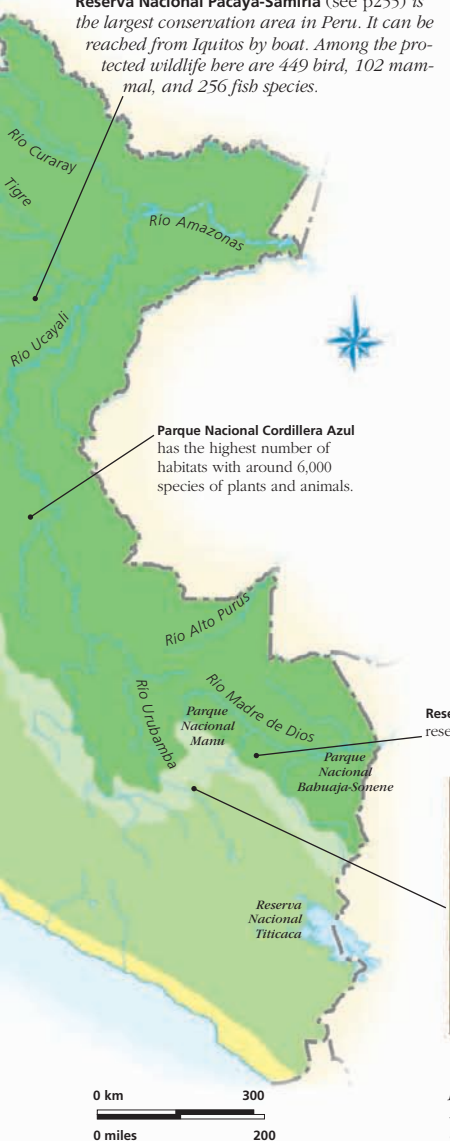 Reserva Nacional Pacaya-Samiria (see p235) is
the largest conservation area in Peru. It can be
reached from Iquitos by boat. Among the pro-
tected wildlife here are 449 bird, 102 mam-
mal, and 256 fish species.
Río Curaray
Tigre
Río Amazonas
Río Ucayali
Parque Nacional Cordillera Azul
has the highest number of
habitats with around 6,000
species of plants and animals.
Río Alto Purús
Río Urubamba
Río Madre de Dios
Parque
Nacional
Manu
Rese
rese
Parque
Nacional
Bahuaja-Sonene
Reserva
Nacional
Titicaca
0 km 300
0 miles 200